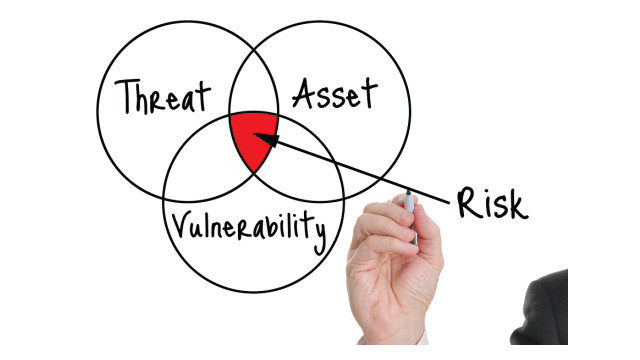 Threat
Asset
Vulnerability
Risk